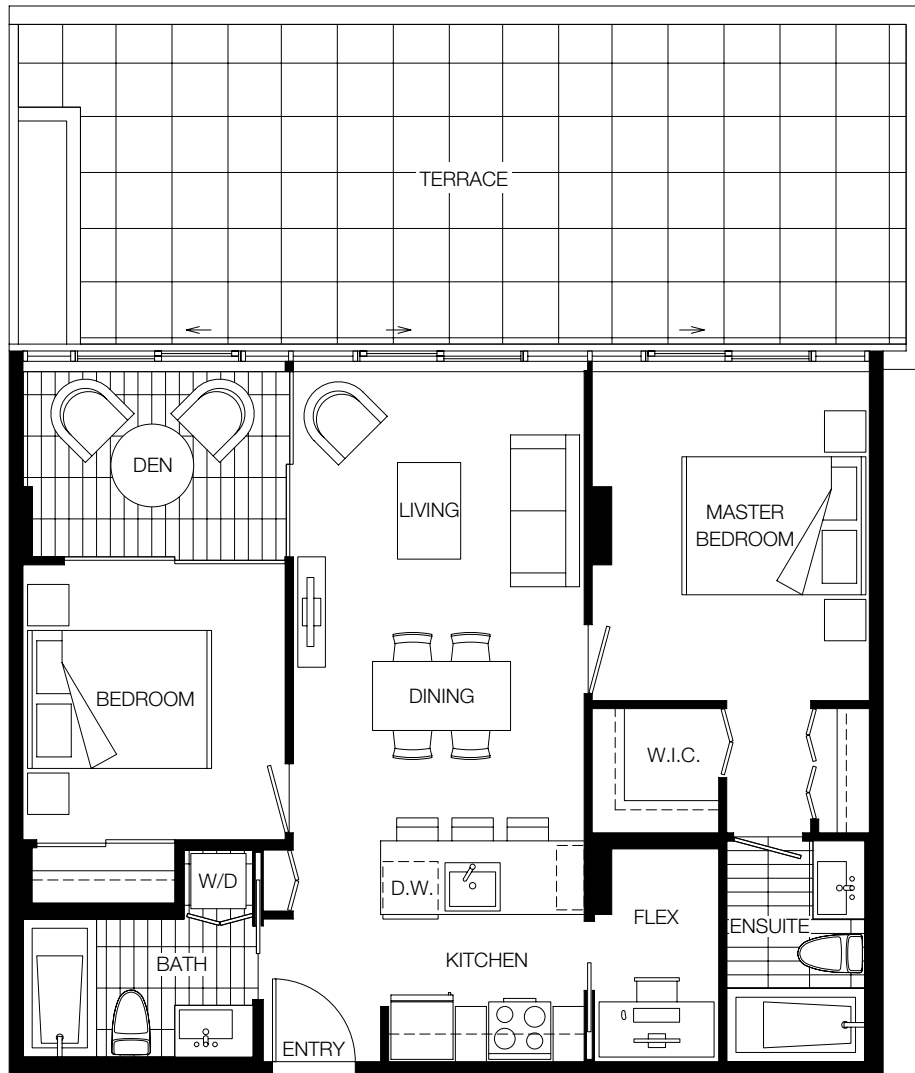 TERRACE
DEN
LIVING
MASTER
BEDROOM
BEDROOM
DINING
W.I.C.
W/D
D.W.
FLEX
ENSUITE
BATH
KITCHEN
ENTRY